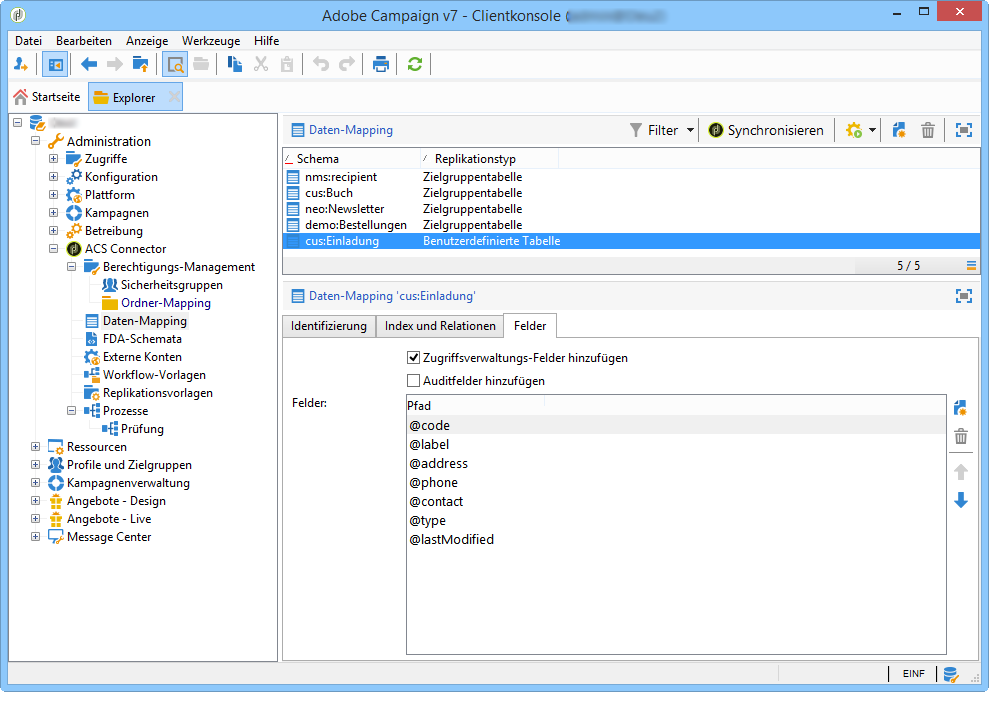 Adobe Campaign v7 - Clientkonsole
Datei Bearbeiten Anzeige Werkzeuge Hilfe
Startseite Explorer
Administration
Zugriffe
Konfiguration
Plattform
Kampagnen
Betreibung
ACS Connector
Berechtigungs-Management
Sicherheitsgruppen
Ordner-Mapping
Daten-Mapping
FDA-Schemata
Externe Konten
Workflow-Vorlagen
Replikationsvorlagen
Prozesse
Prüfung
Ressourcen
Profile und Zielgruppen
Kampagnenverwaltung
Angebote - Design
Angebote - Live
Message Center
Daten-Mapping Filter Synchronisieren
Schema Replikationstyp
nms:recipient Zielgruppentabelle
cus:Buch Zielgruppentabelle
neo:Newsletter Zielgruppentabelle
demo:Bestellungen Zielgruppentabelle
cus:Einladung Benutzerdefinierte Tabelle
5 / 5
Daten-Mapping 'cus:Einladung'
Identifizierung Index und Relationen Felder
Zugriffsverwaltungs-Felder hinzufügen
Auditfelder hinzufügen
Felder:
Pfad
@code
@label
@address
@phone
@contact
@type
@lastModified
EINF